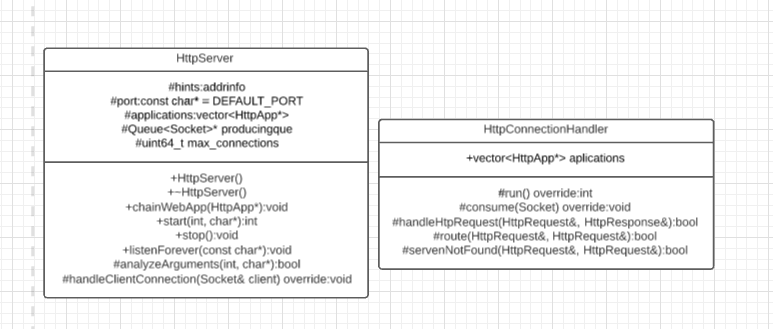 HttpServer
#hints:addrinfo
#port:const char* = DEFAULT_PORT
#applications:vector<HttpApp*>
#Queue<Socket>* producingque
#uint64_t max_connections
+HttpServer()
+~HttpServer()
+chainWebApp(HttpApp*):void
+start(int, char*):int
+stop():void
+listenForever(const char*):void
#analyzeArguments(int, char*):bool
#handleClientConnection(Socket& client) override:void
HttpConnectionHandler
+vector<HttpApp*> aplications
#run() override:int
#consume(Socket) override:void
#handleHtpRequest(HttpRequest&, HttpResponse&):bool
#route(HttpRequest&, HttpRequest&):bool
#servenNotFound(HttpRequest&, HttpRequest&):bool